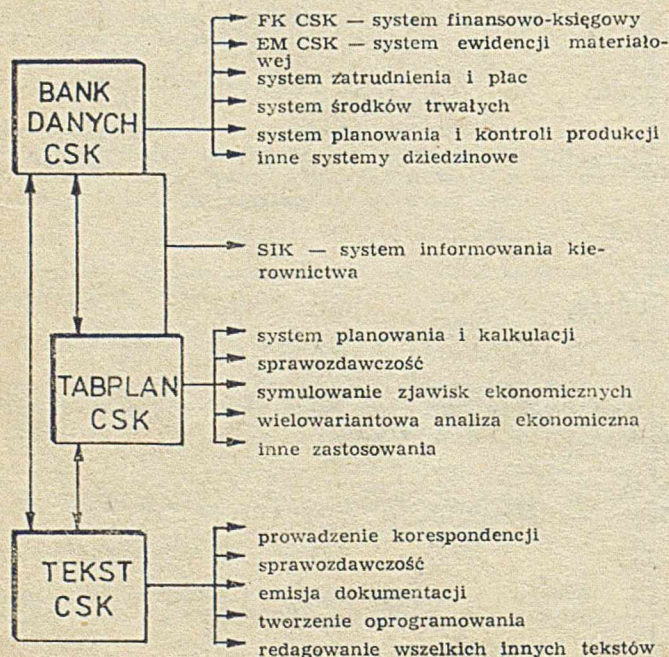 FK CSK — system finansowo-księgowy
EM CSK — system ewidencji materiało-
wej
system zatrudnienia i płac
system środków trwałych
system planowania i kontroli produkcji
inne systemy dziedzinowe
BANK
DANYCH
CSK
SIK — system informowania kie-
rownictwa
TABPLAN
CSK
system planowania i kalkulacji
sprawozdawczość
symulowanie zjawisk ekonomicznych
wielowariantowa analiza ekonomiczna
inne zastosowania
TEKST
CSK
prowadzenie korespondencji
sprawozdawczość
emisja dokumentacji
tworzenie oprogramowania
redagowanie wszelkich innych tekstów